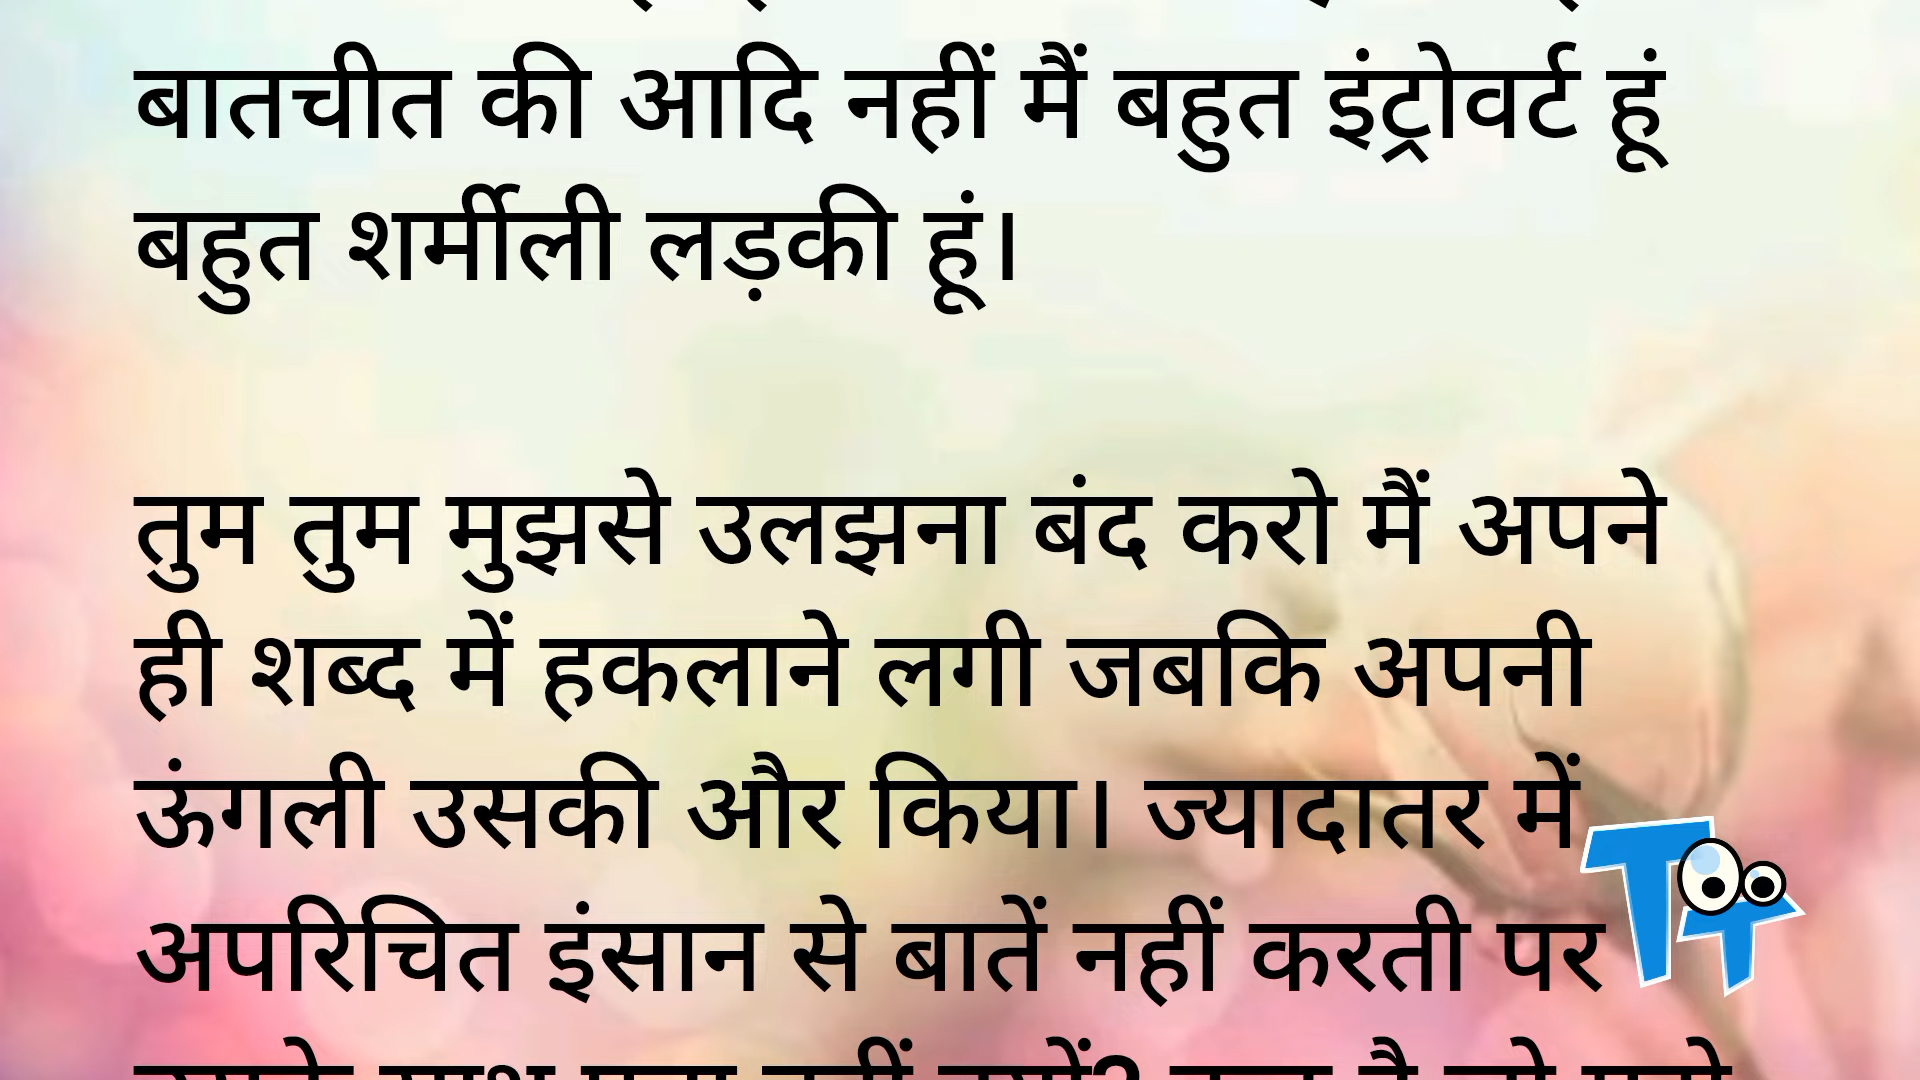 बातचीत की आदि नहीं मैं बहुत इंट्रोवर्ट हूं
बहुत शर्मीली लड़की हूं।
तुम तुम मुझसे उलझना बंद करो मैं अपने
ही शब्द में हकलाने लगी जबकि अपनी
ऊंगली उसकी और किया। ज्यादातर में
अपरिचित इंसान से बातें नहीं करती पर
TT